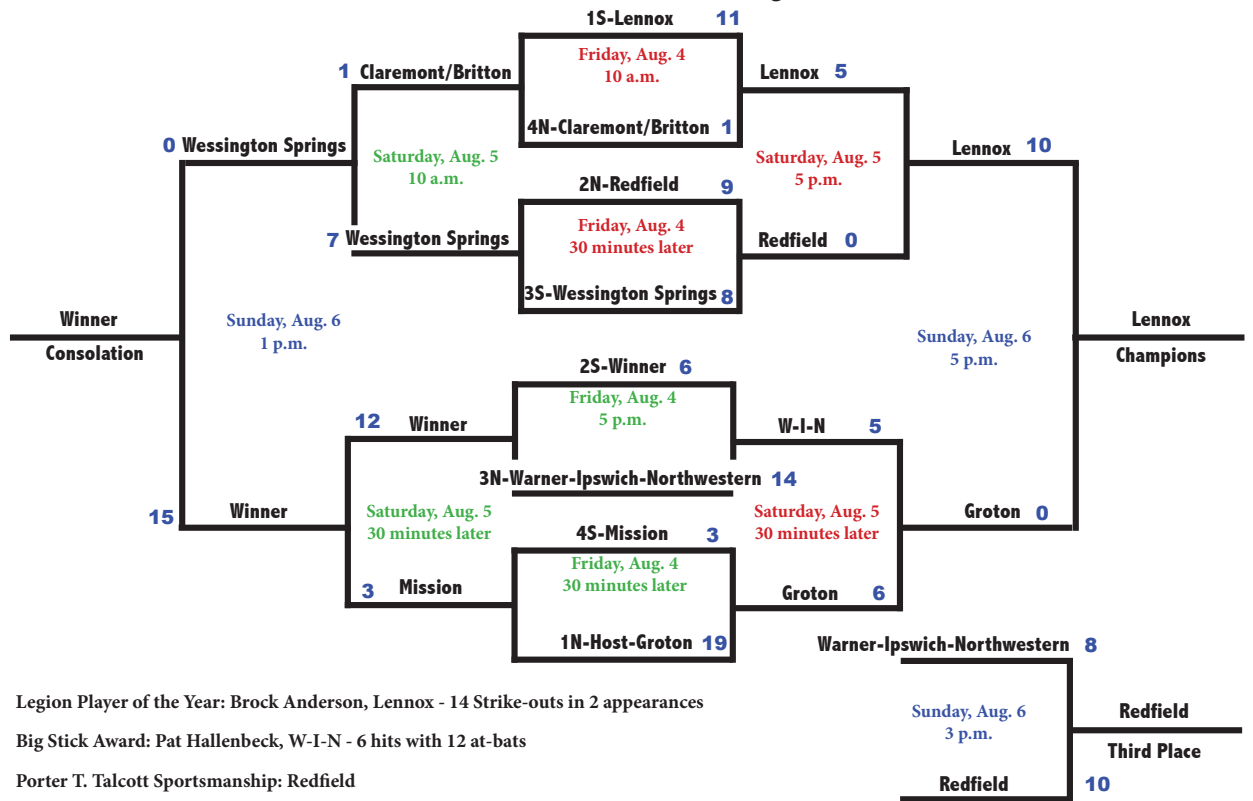 1S-Lennox 11
Friday, Aug. 4
10 a.m.
4N-Claremont/Britton 1
1 Claremont/Britton
Lennox 5
0 Wessington Springs
Saturday, Aug. 5
10 a.m.
Saturday, Aug. 5
5 p.m.
Lennox 10
2N-Redfield 9
Friday, Aug. 4
30 minutes later
3S-Wessington Springs 8
7 Wessington Springs
Redfield 0
Winner
Consolation
Sunday, Aug. 6
1 p.m.
Sunday, Aug. 6
5 p.m.
Lennox
Champions
2S-Winner 6
Friday, Aug. 4
5 p.m.
3N-Warner-Ipswich-Northwestern 14
12 Winner
W-I-N 5
15 Winner
Saturday, Aug. 5
30 minutes later
Saturday, Aug. 5
30 minutes later
Groton 0
4S-Mission 3
Friday, Aug. 4
30 minutes later
1N-Host-Groton 19
3 Mission
Groton 6
Warner-Ipswich-Northwestern 8
Sunday, Aug. 6
3 p.m.
Redfield
Third Place
Redfield 10
Legion Player of the Year: Brock Anderson, Lennox - 14 Strike-outs in 2 appearances
Big Stick Award: Pat Hallenbeck, W-I-N - 6 hits with 12 at-bats
Porter T. Talcott Sportsmanship: Redfield